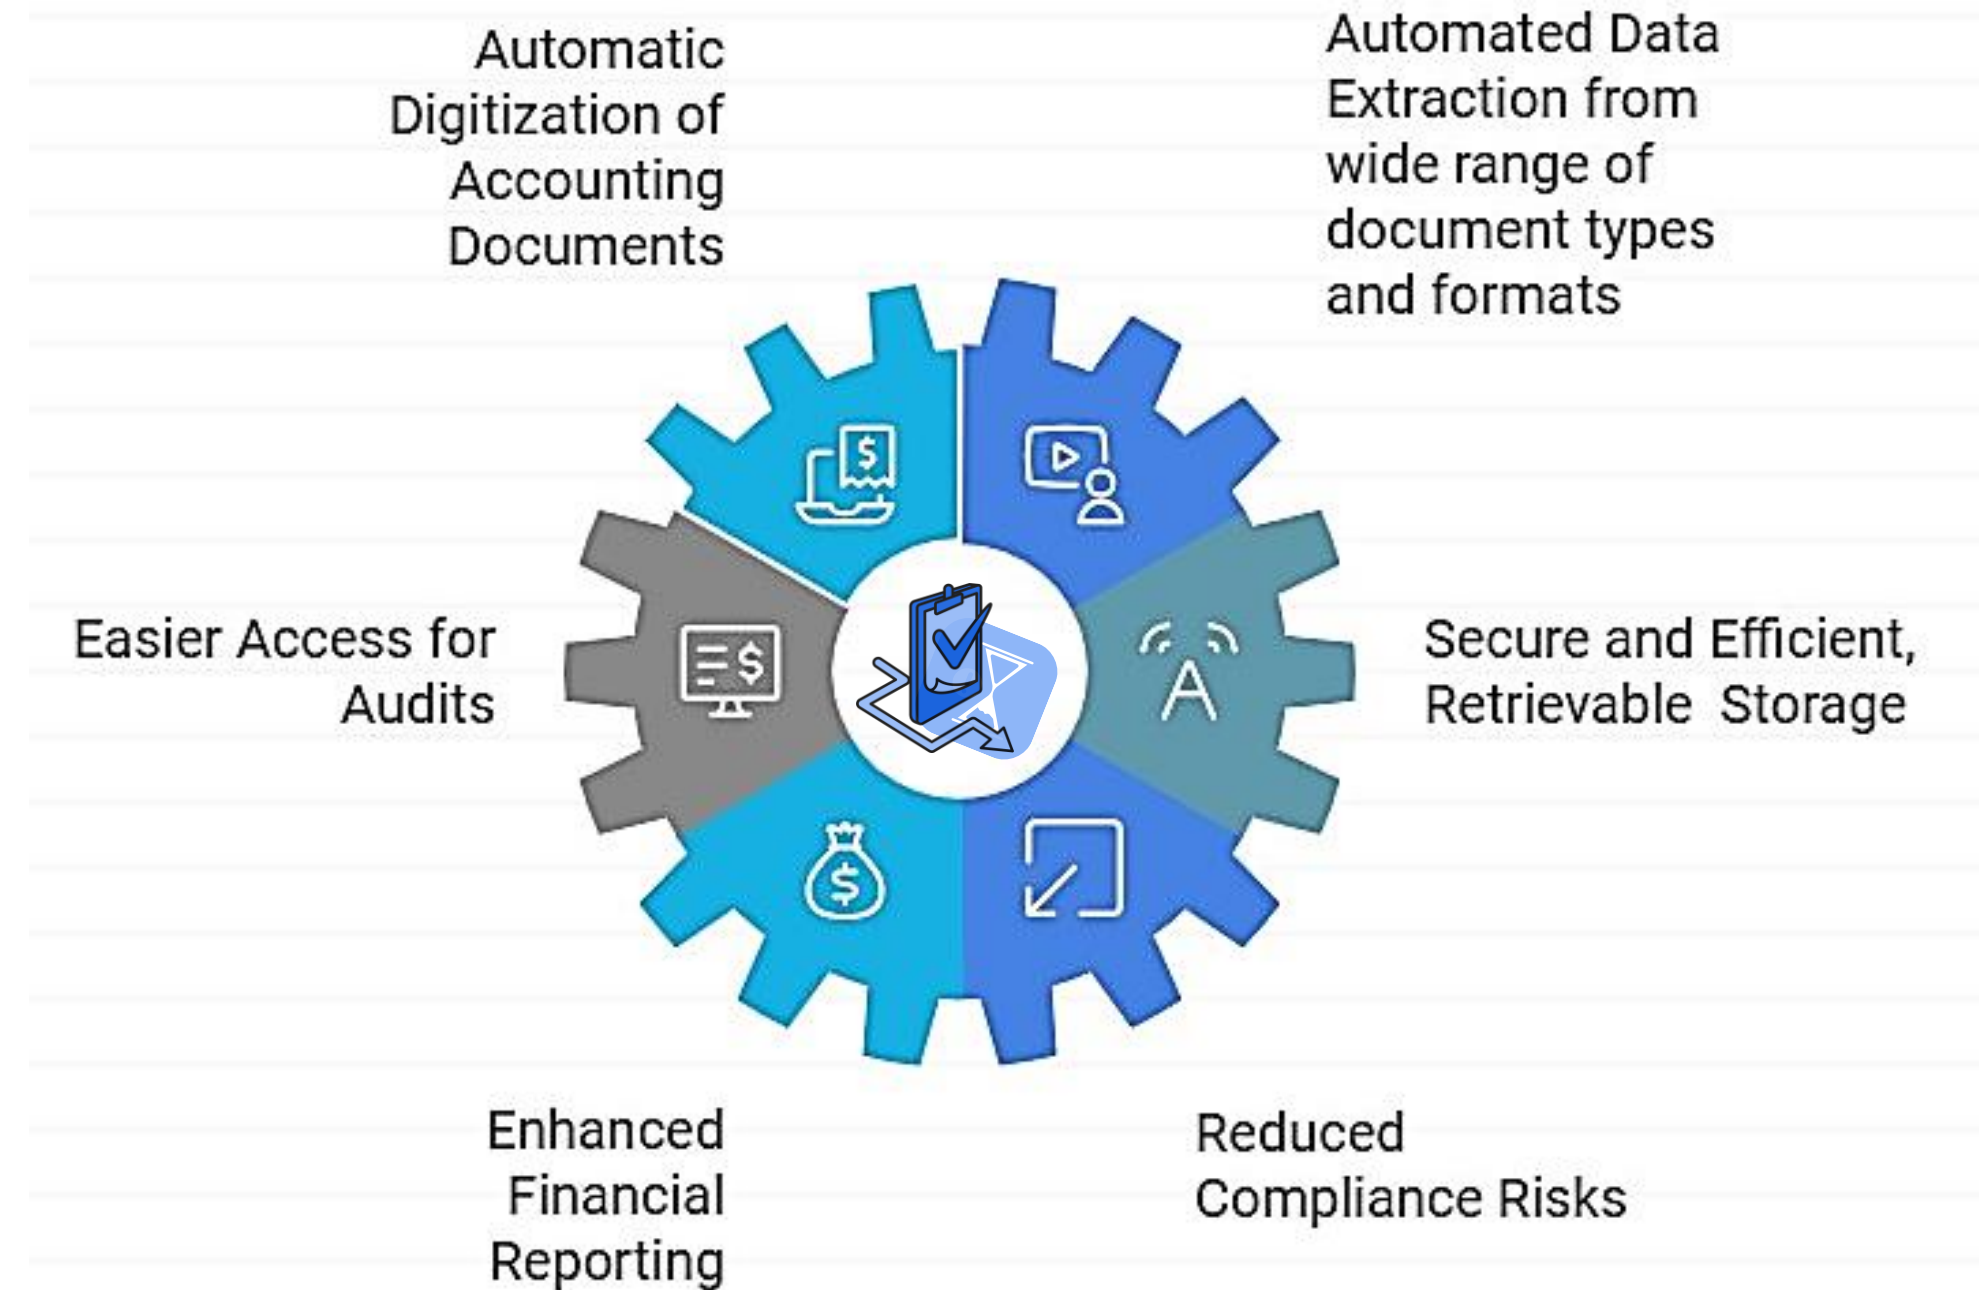 Automatic
Digitization of
Accounting
Documents
Automated Data
Extraction from
wide range of
document types
and formats
$
$
A
Easier Access for
Audits
Secure and Efficient,
Retrievable  Storage
$
Enhanced
Financial
Reporting
Reduced
Compliance Risks